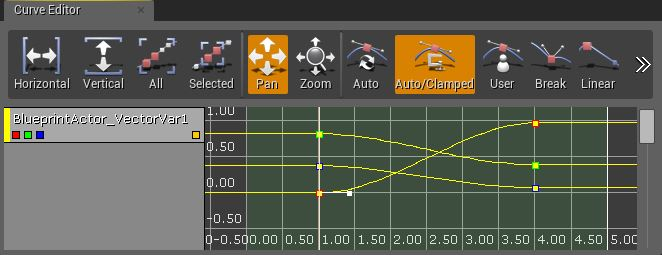 Curve Editor
Horizontal Vertical All Selected Pan Zoom Auto Auto/Clamped User Break Linear
BlueprintActor_VectorVar1
1.00
0.50
0.00
-0.50
0-0.50 0.00 0.50 1.00 1.50 2.00 2.50 3.00 3.50 4.00 4.50 5.00